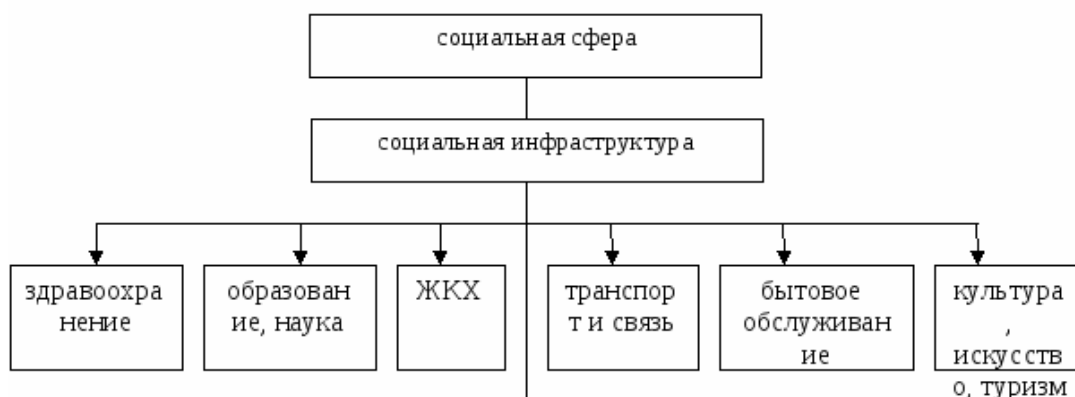 социальная сфера
социальная инфраструктура
здравоохра
нение
образован
ие, наука
ЖКХ
транспор
т и связь
бытовое
обслуживан
ие
культура
,
искусств
о, туризм